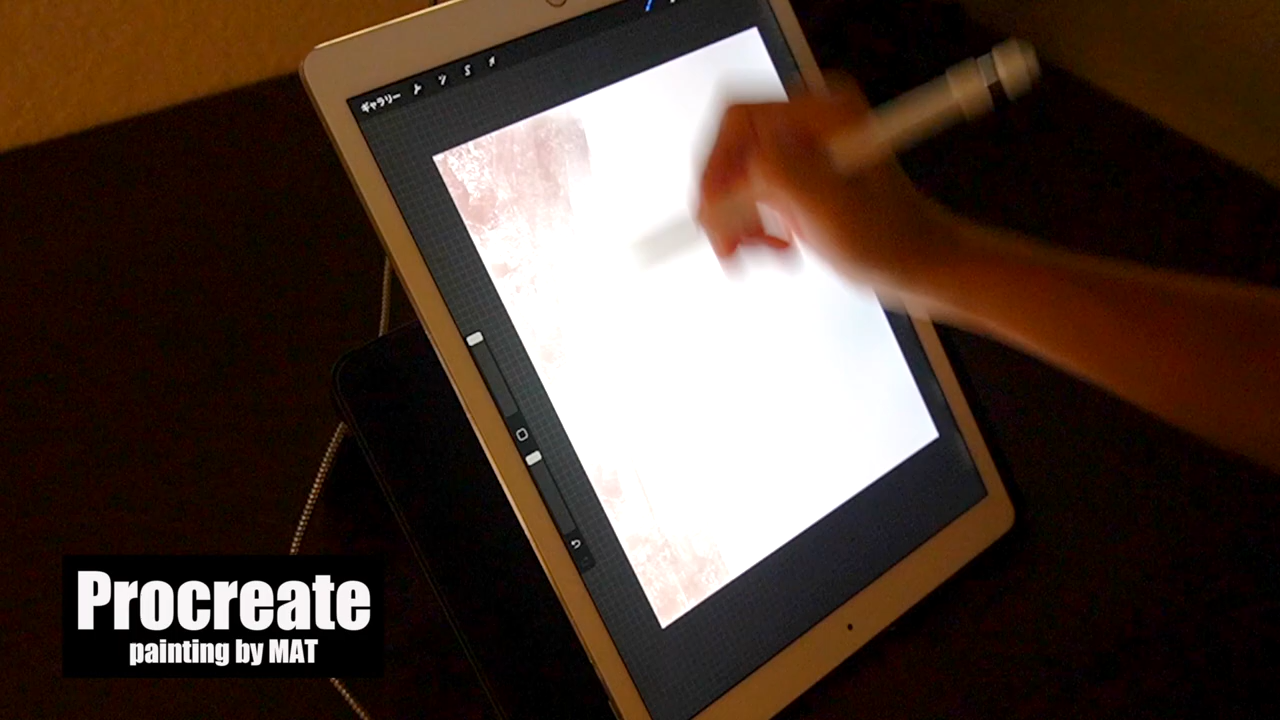 ギャラリー
Procreate
painting by MAT